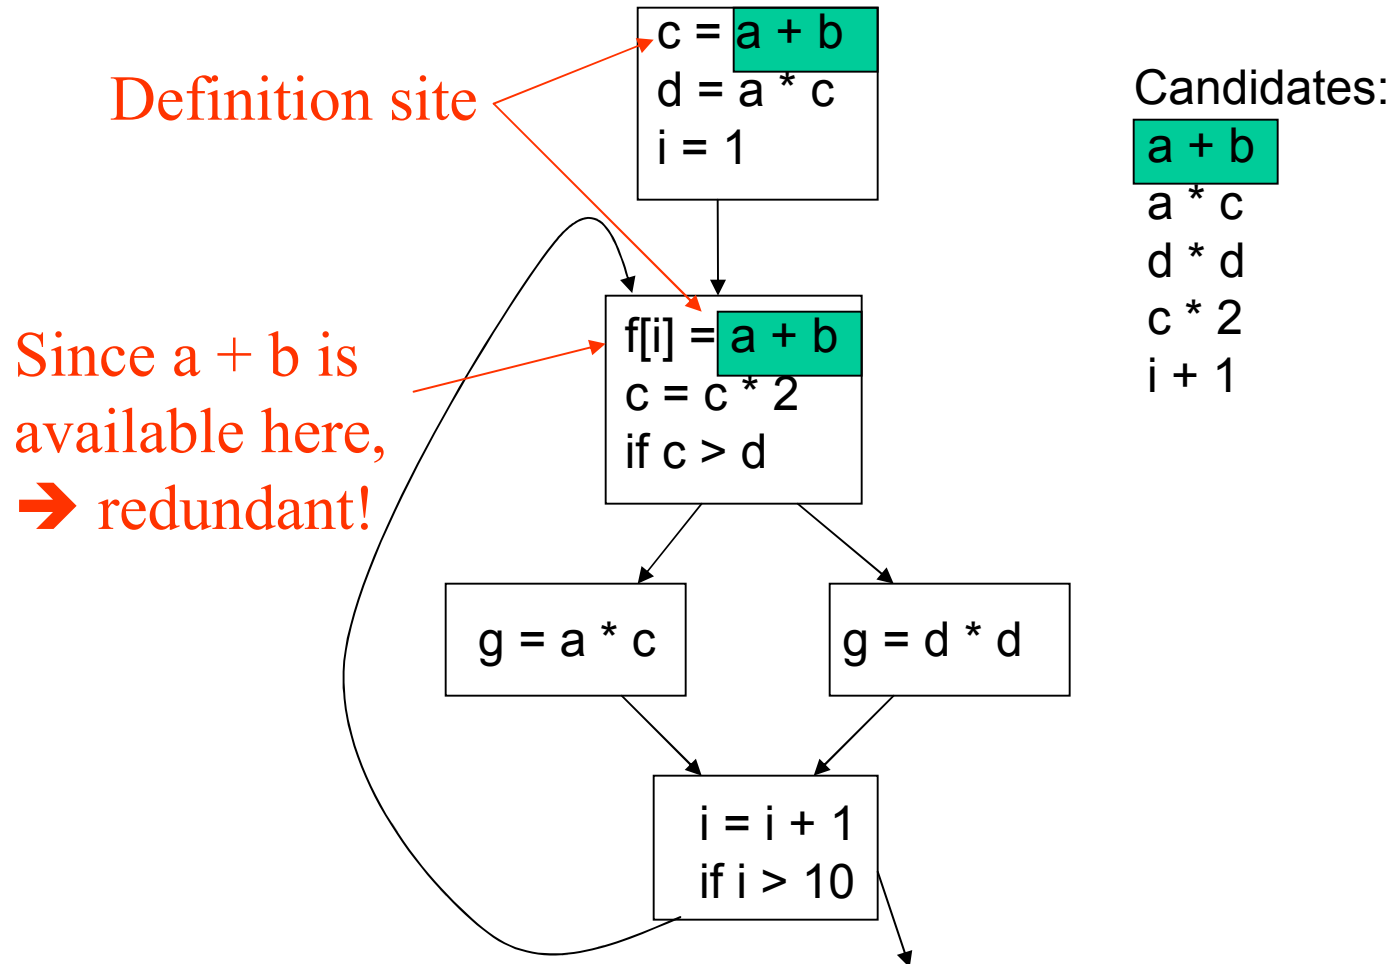 c = a + b
d = a * c
i = 1
Definition site
Candidates:
a + b
a * c
d * d
c * 2
i + 1
f[i] = a + b
c = c * 2
if c > d
Since a + b is
available here,
➔ redundant!
g = a * c
g = d * d
i = i + 1
if i > 10